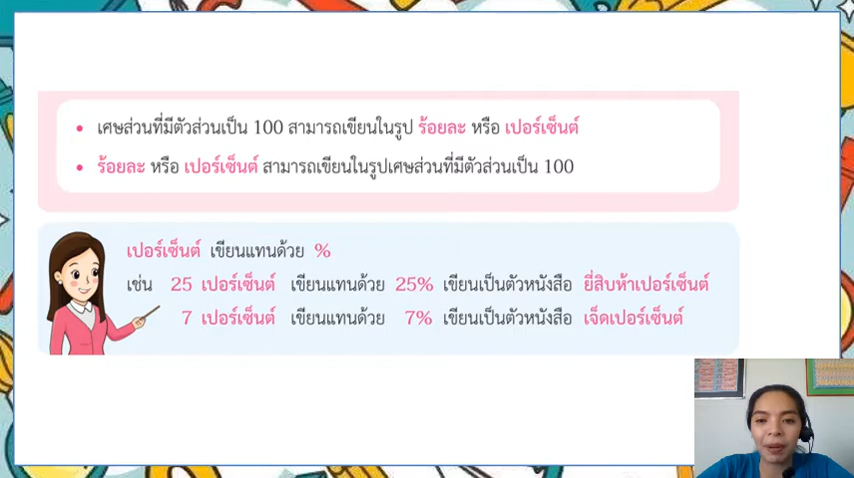 • เศษส่วนที่มีตัวส่วนเป็น 100 สามารถเขียนในรูป ร้อยละ หรือ เปอร์เซ็นต์
• ร้อยละ หรือ เปอร์เซ็นต์ สามารถเขียนในรูปเศษส่วนที่มีตัวส่วนเป็น 100
เปอร์เซ็นต์ เขียนแทนด้วย %
เช่น 25 เปอร์เซ็นต์ เขียนแทนด้วย 25% เขียนเป็นตัวหนังสือ ยี่สิบห้าเปอร์เซ็นต์
7 เปอร์เซ็นต์ เขียนแทนด้วย 7% เขียนเป็นตัวหนังสือ เจ็ดเปอร์เซ็นต์